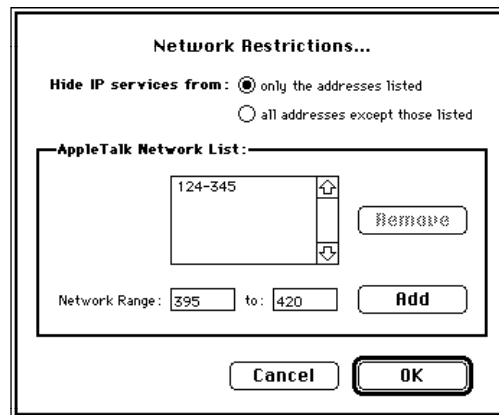 Network Restrictions...
Hide IP services from: only the addresses listed
all addresses except those listed
AppleTalk Network List:
124-345
Remove
Network Range: 395 to: 420 Add
Cancel OK